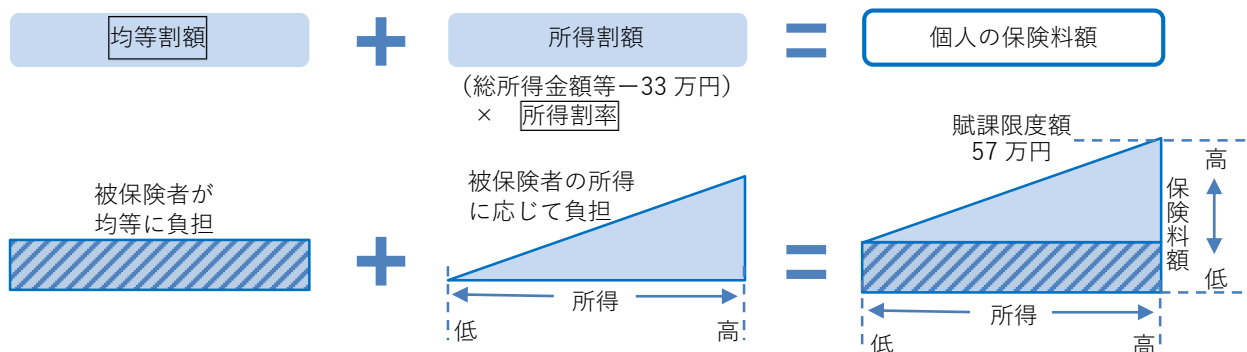 均等割額
+
所得割額
=
個人の保険料額
(総所得金額等ー33 万円)
× 所得割率
賦課限度額
57 万円
被保険者が
均等に負担
+
被保険者の所得
に応じて負担
=
高
保険料額
低
所得
低
高
所得
低
高